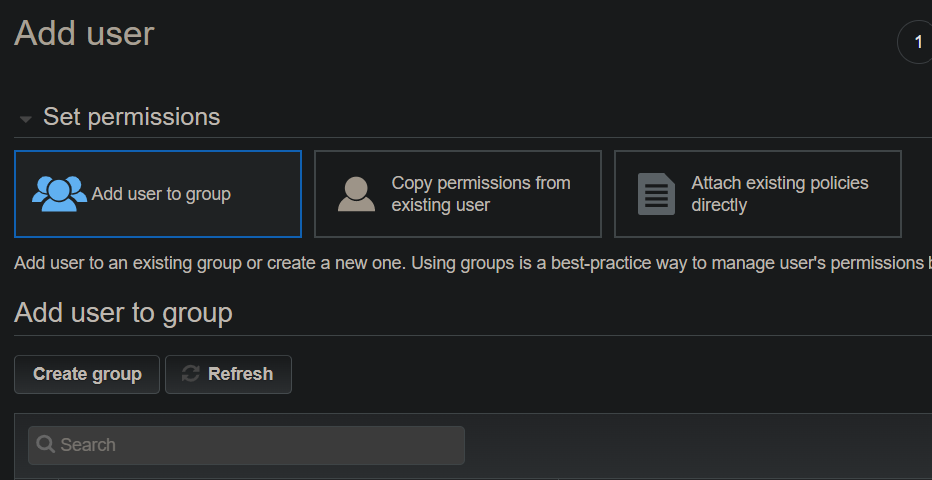 Add user
1
Set permissions
Add user to group
Copy permissions from
existing user
Attach existing policies
directly
Add user to an existing group or create a new one. Using groups is a best-practice way to manage user's permissions b
Add user to group
Create group
Refresh
Search